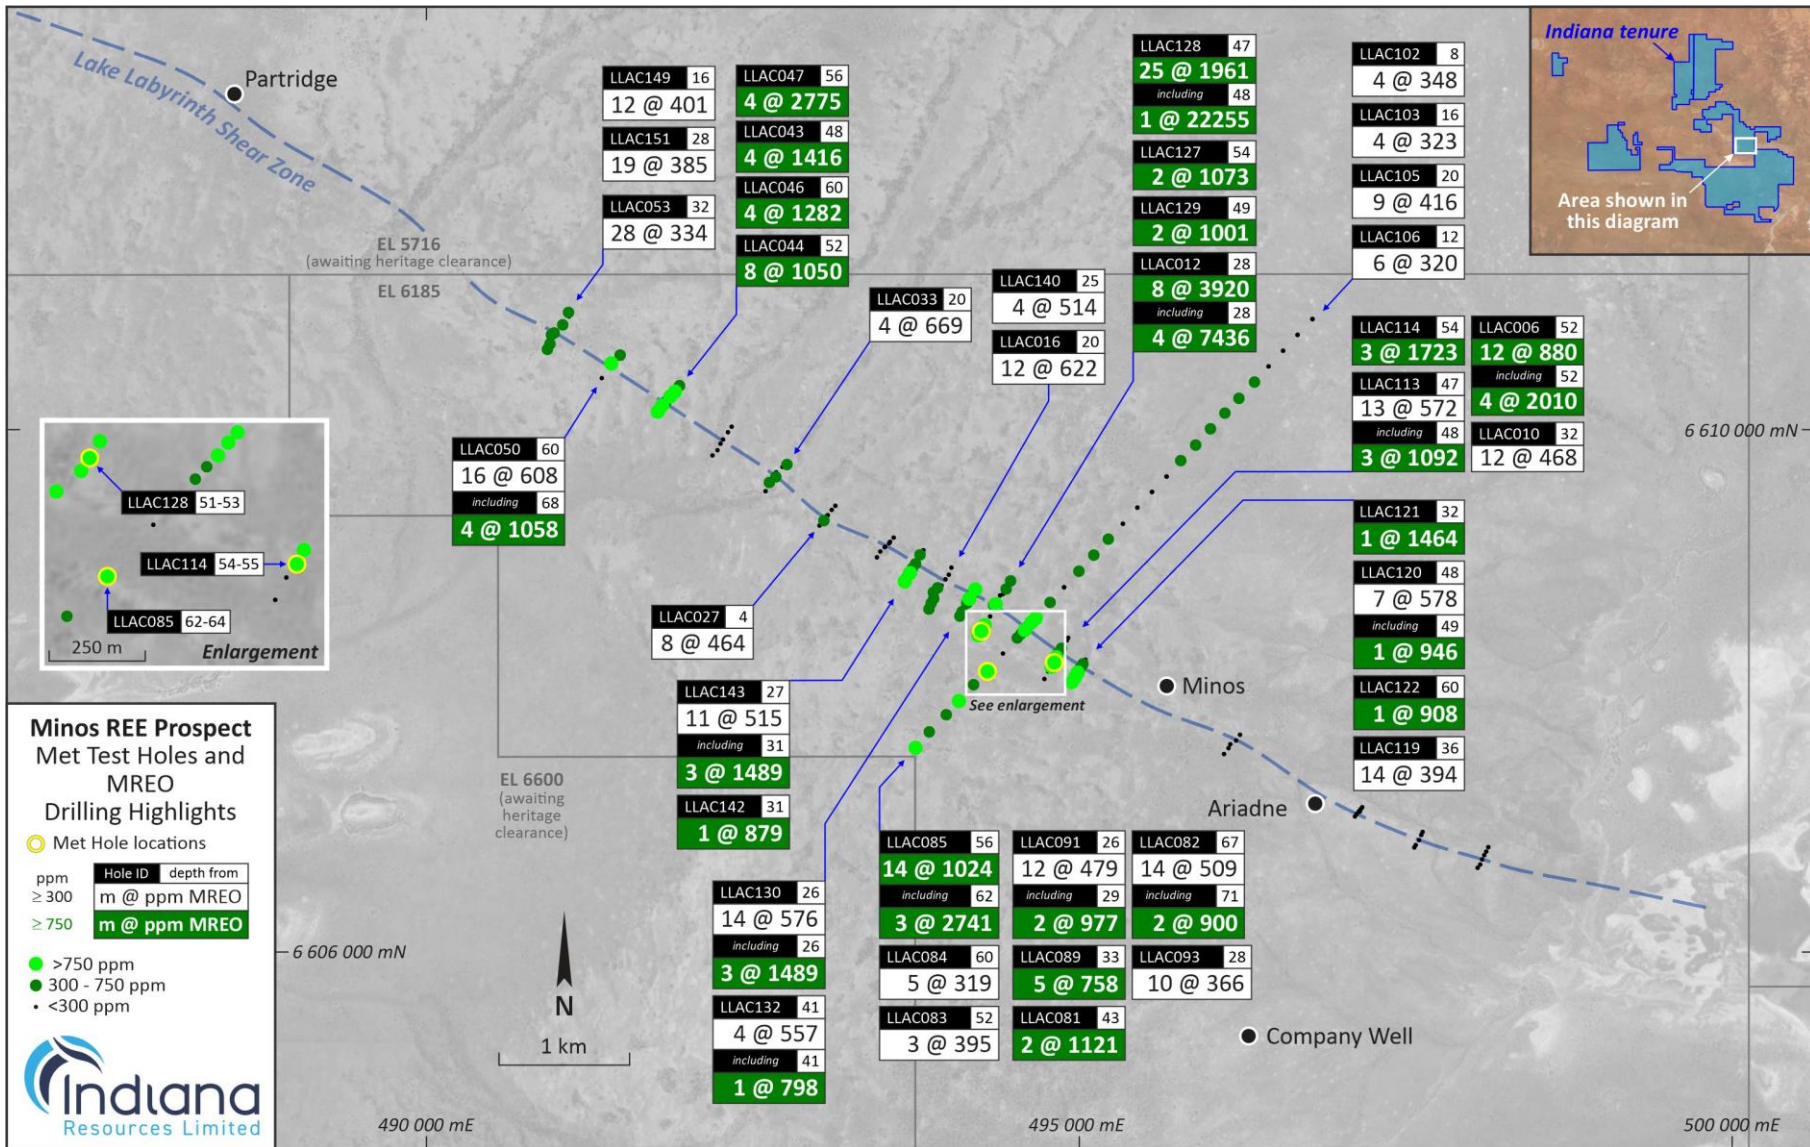 Lake Labyrinth Shear Zone
Partridge
EL 5716
(awaiting heritage clearance)
EL 6185
LLAC149 16
12 @ 401
LLAC151 28
19 @ 385
LLAC053 32
28 @ 334
LLAC047 56
4 @ 2775
LLAC043 48
4 @ 1416
LLAC046 60
4 @ 1282
LLAC044 52
8 @ 1050
LLAC033 20
4 @ 669
LLAC140 25
4 @ 514
LLAC016 20
12 @ 622
LLAC128 47
25 @ 1961
including 48
1 @ 22255
LLAC127 54
2 @ 1073
LLAC129 49
2 @ 1001
LLAC012 28
8 @ 3920
including 28
4 @ 7436
LLAC102 8
4 @ 348
LLAC103 16
4 @ 323
LLAC105 20
9 @ 416
LLAC106 12
6 @ 320
Indiana tenure
Area shown in
this diagram
LLAC114 54
3 @ 1723
LLAC113 47
13 @ 572
including 48
3 @ 1092
LLAC006 52
12 @ 880
including 52
4 @ 2010
LLAC010 32
12 @ 468
6 610 000 mN
LLAC121 32
1 @ 1464
LLAC120 48
7 @ 578
including 49
1 @ 946
LLAC122 60
1 @ 908
LLAC119 36
14 @ 394
LLAC050 60
16 @ 608
including 68
4 @ 1058
LLAC128 51-53
LLAC114 54-55
LLAC085 62-64
250 m
Enlargement
LLAC027 4
8 @ 464
LLAC143 27
11 @ 515
including 31
3 @ 1489
LLAC142 31
1 @ 879
See enlargement
Minos
Ariadne
EL 6600
(awaiting
heritage
clearance)
LLAC130 26
14 @ 576
including 26
3 @ 1489
LLAC132 41
4 @ 557
including 41
1 @ 798
LLAC085 56
14 @ 1024
including 62
3 @ 2741
LLAC084 60
5 @ 319
LLAC083 52
3 @ 395
LLAC091 26
12 @ 479
including 29
2 @ 977
LLAC089 33
5 @ 758
LLAC081 43
2 @ 1121
LLAC082 67
14 @ 509
including 71
2 @ 900
LLAC093 28
10 @ 366
Company Well
Minos REE Prospect
Met Test Holes and
MREO
Drilling Highlights
Met Hole locations
ppm
≥ 300
≥ 750
Hole ID depth from
m @ ppm MREO
m @ ppm MREO
>750 ppm
300 - 750 ppm
<300 ppm
Indiana
Resources Limited
6 606 000 mN
N
1 km
490 000 mE
495 000 mE
500 000 mE